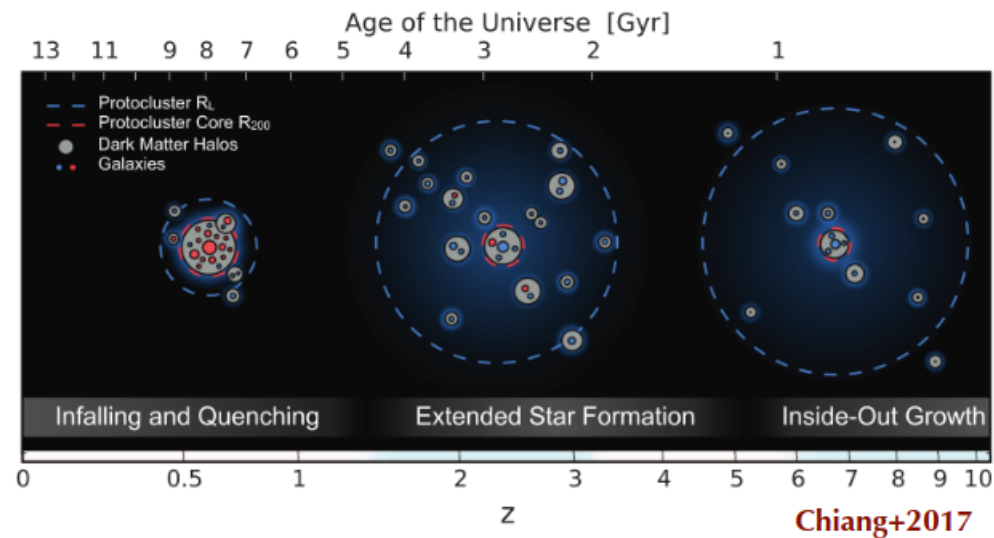 Age of the Universe [Gyr]
13 11 9 8 7 6 5 4 3 2 1
Protocluster R_L
Protocluster Core R_200
Dark Matter Halos
Galaxies
Infalling and Quenching Extended Star Formation Inside-Out Growth
0 0.5 1 2 3 4 5 6 7 8 9 10
z
Chiang+2017